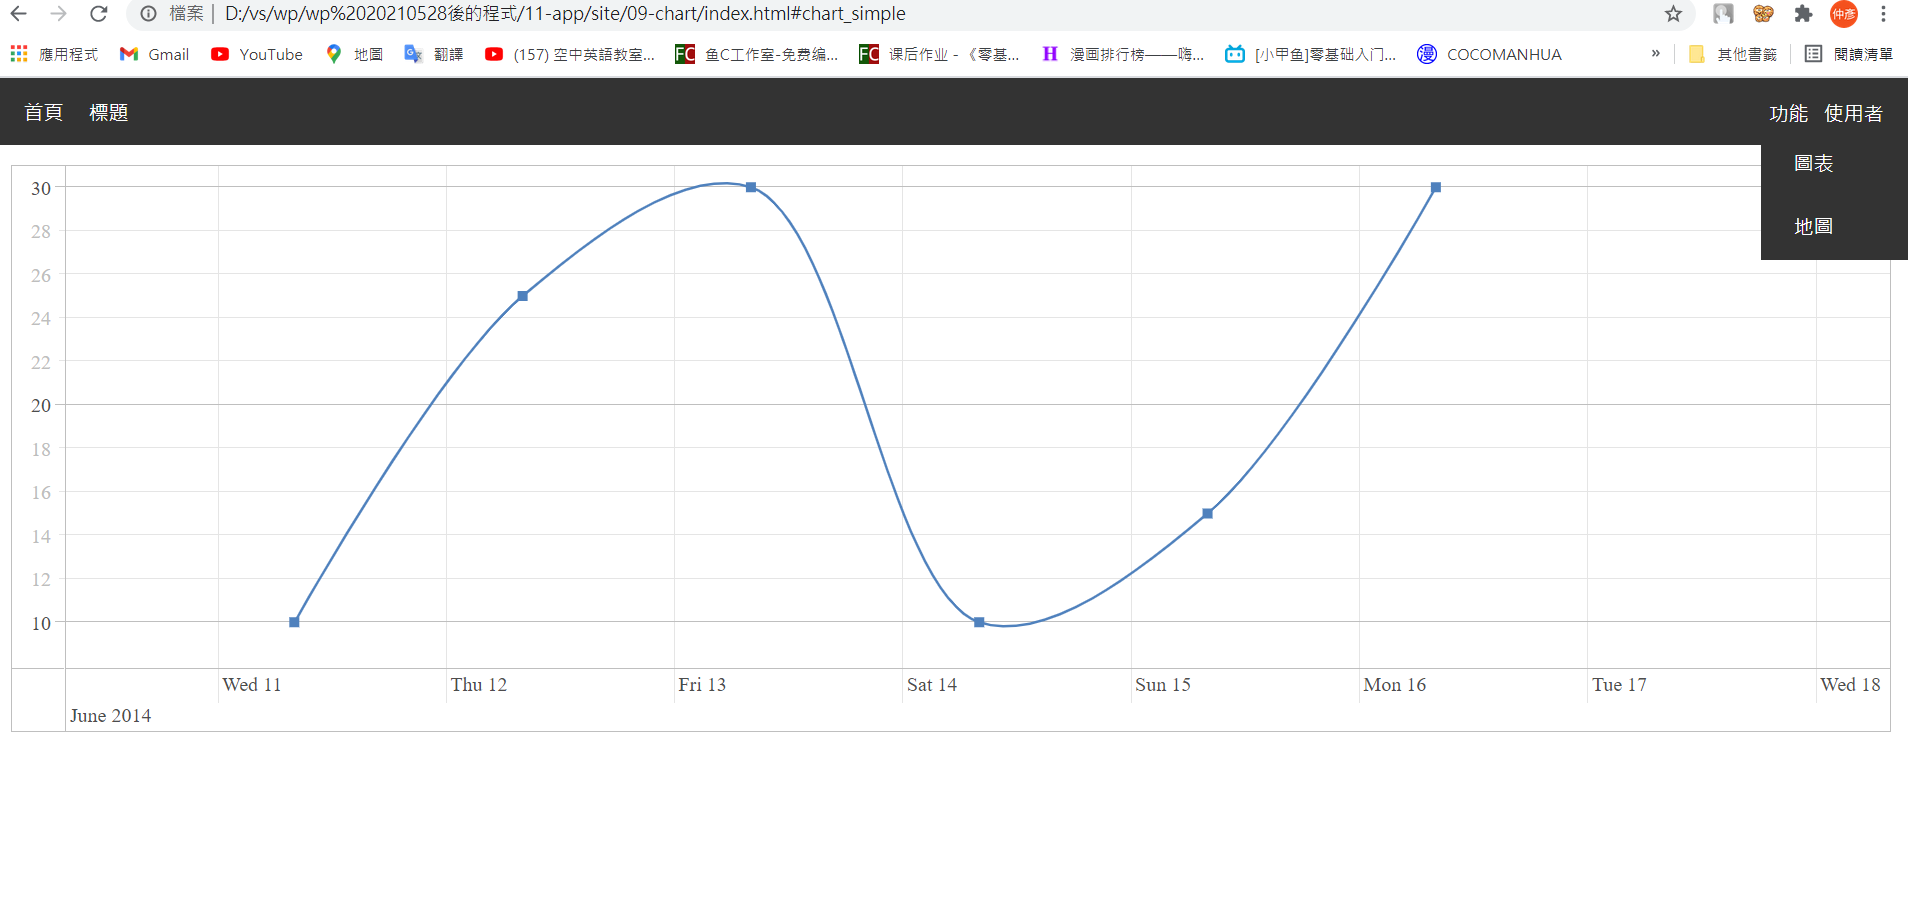 檔案 | D:/vs/wp/wp%2020210528後的程式/11-app/site/09-chart/index.html#chart_simple 仲彥
應用程式 Gmail YouTube 地圖 翻譯 (157) 空中英語教室... FC 鱼C工作室-免费编... FC 课后作业 - 《零基... H 漫画排行榜——嗨... [小甲鱼]零基础入门... 漫 COCOMANHUA » 其他書籤 閱讀清單
首頁 標題 功能 使用者
圖表
地圖
30
28
26
24
22
20
18
16
14
12
10
Wed 11 Thu 12 Fri 13 Sat 14 Sun 15 Mon 16 Tue 17 Wed 18
June 2014